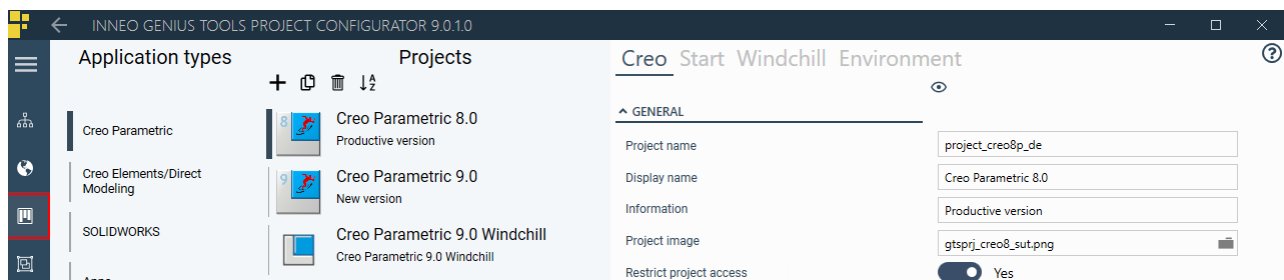 INNEO GENIUS TOOLS PROJECT CONFIGURATOR 9.0.1.0
Application types
Creo Parametric
Creo Elements/Direct
Modeling
SOLIDWORKS
Projects
8
Creo Parametric 8.0
Productive version
9
Creo Parametric 9.0
New version
Creo Parametric 9.0 Windchill
Creo Parametric 9.0 Windchill
Creo Start Windchill Environment
GENERAL
Project name
project_creo8p_de
Display name
Creo Parametric 8.0
Information
Productive version
Project image
gtsprj_creo8_sut.png
Restrict project access
Yes